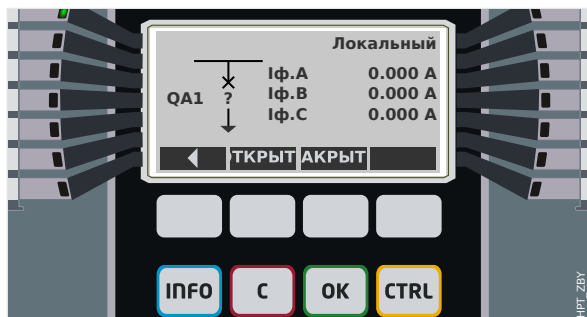 Локальный
Iф.A 0.000 A
QA1 ? Iф.B 0.000 A
Iф.C 0.000 A
ТКРЫТ АКРЫТ
INFO C OK CTRL
HPT_ZBY